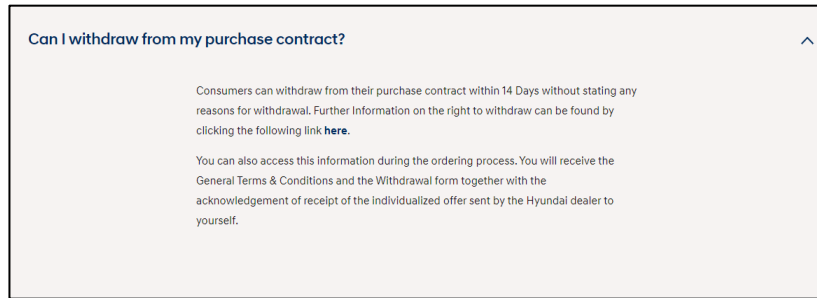 Can I withdraw from my purchase contract?
Consumers can withdraw from their purchase contract within 14 Days without stating any
reasons for withdrawal. Further Information on the right to withdraw can be found by
clicking the following link here.
You can also access this information during the ordering process. You will receive the
General Terms & Conditions and the Withdrawal form together with the
acknowledgement of receipt of the individualized offer sent by the Hyundai dealer to
yourself.